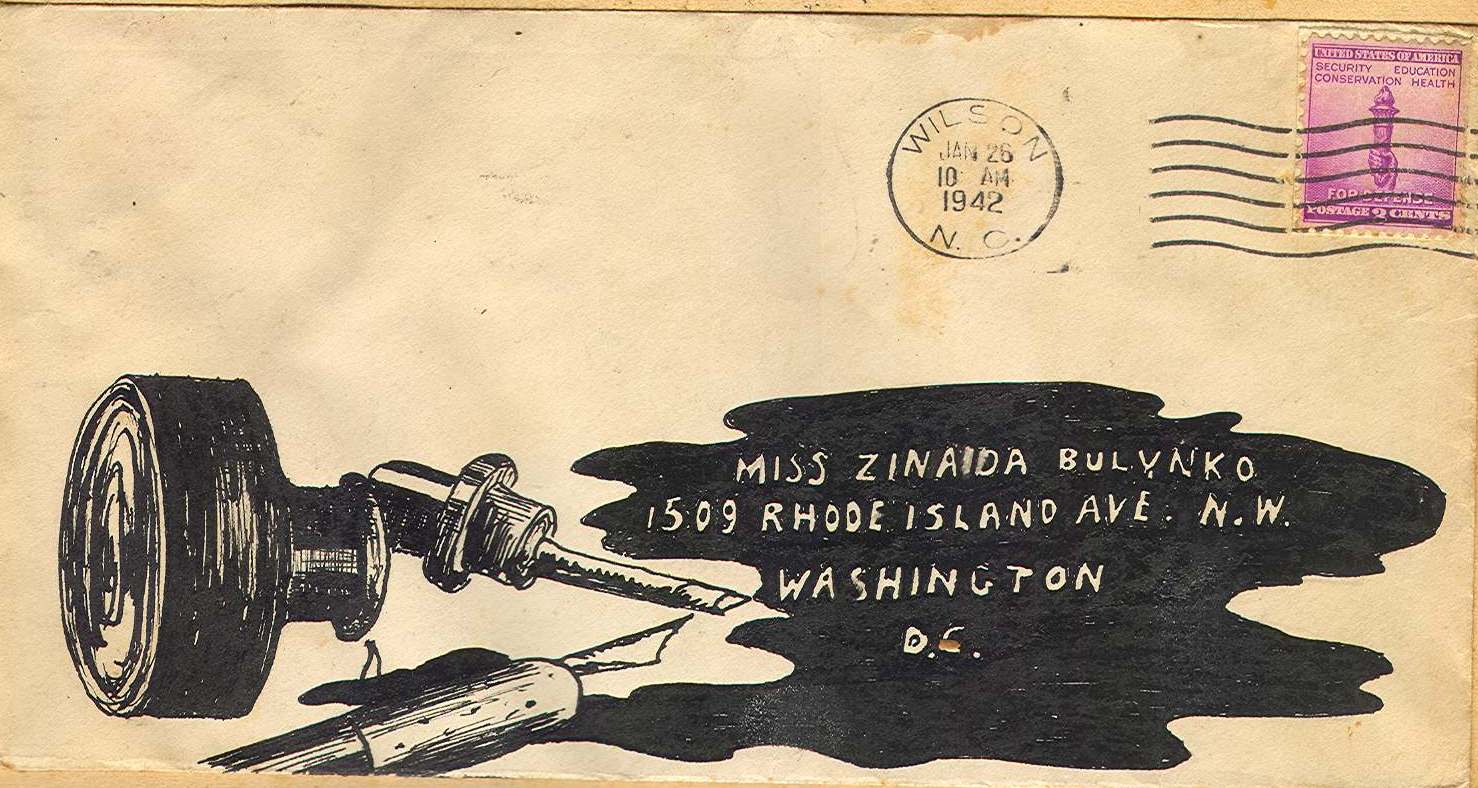 UNITED STATES OF AMERICA
SECURITY EDUCATION
CONSERVATION HEALTH
FOR DEFENSE
POSTAGE 2 CENTS
WILSON
JAN 26
10 AM
1942
N. C.
MISS ZINAIDA BULYNKO
1509 RHODE ISLAND AVE. N.W.
WASHINGTON
D.C.